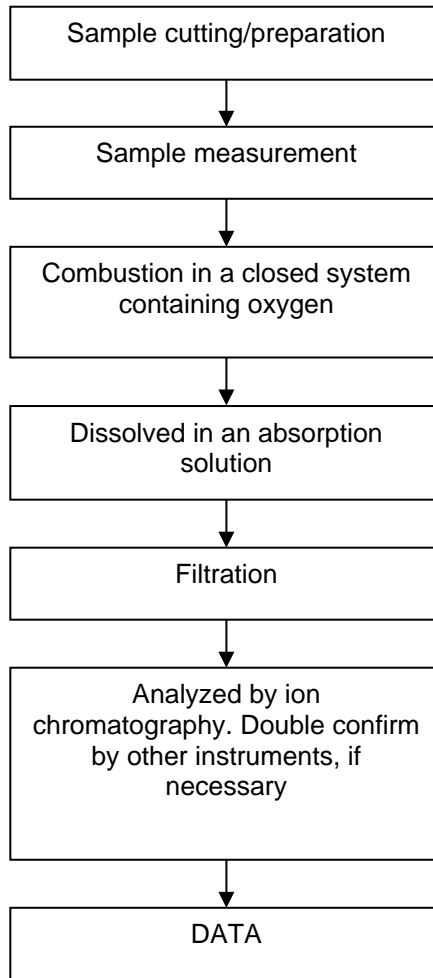 Sample cutting/preparation
Sample measurement
Combustion in a closed system
containing oxygen
Dissolved in an absorption
solution
Filtration
Analyzed by ion
chromatography. Double confirm
by other instruments, if
necessary
DATA